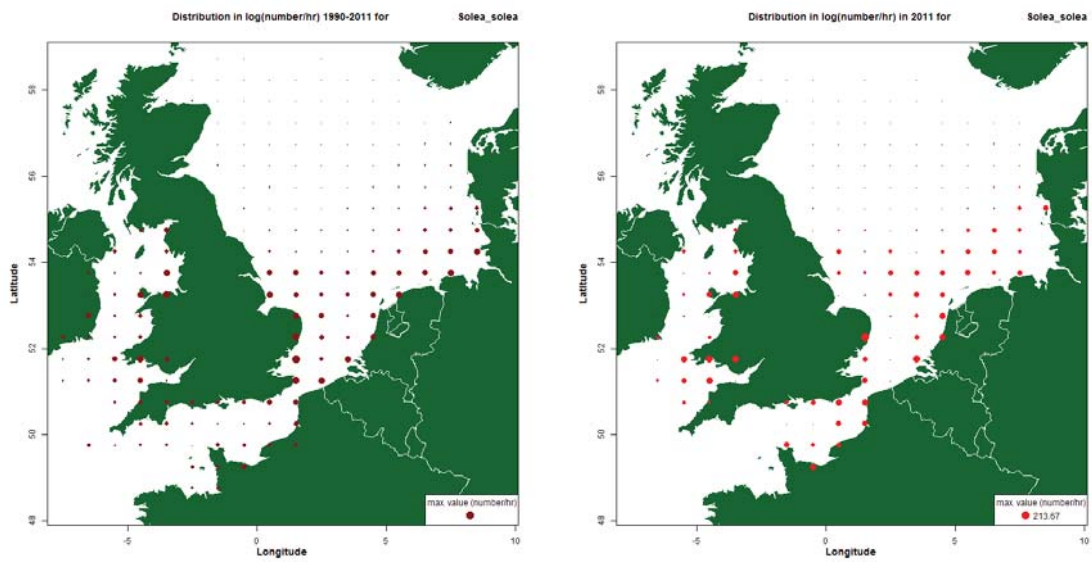 Distribution in log(number/hr) 1990-2011 for Solea_solea
58
56
54
52
50
48
Latitude
-5 0 5 10
Longitude
max value (number/hr)
Distribution in log(number/hr) in 2011 for Solea_solea
58
56
54
52
50
48
Latitude
-5 0 5 10
Longitude
max value (number/hr)
213.67